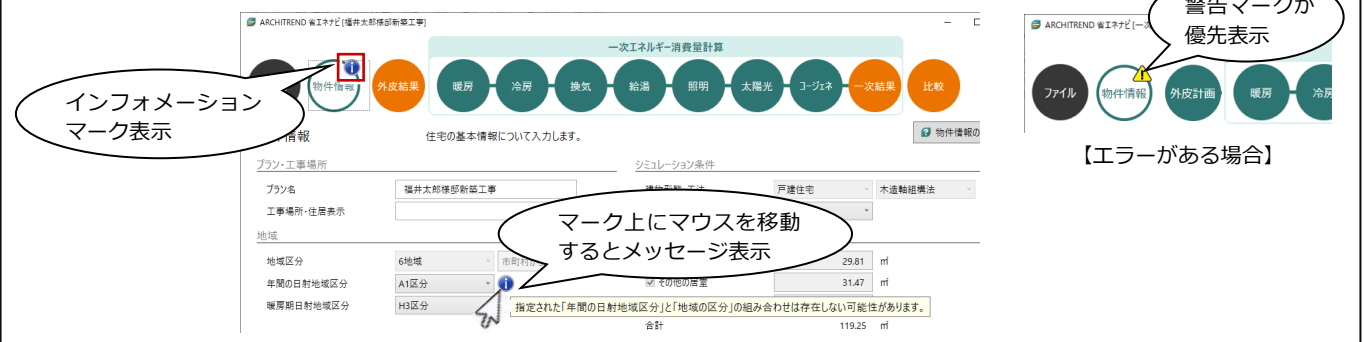 ARCHITREND 省エネナビ [福井太郎様邸新築工事]
一次エネルギー消費量計算
物件情報
外皮結果
暖房
冷房
換気
給湯
照明
太陽光
コージェネ
一次結果
比較
インフォメーション
マーク表示
情報
住宅の基本情報について入力します。
物件情報の
プラン・工事場所
シミュレーション条件
プラン名
福井太郎様邸新築工事
戸建住宅
木造軸組構法
工事場所・住居表示
マーク上にマウスを移動
するとメッセージ表示
地域
地域区分
6地域
29.81 ㎡
年間の日射地域区分
A1区分
その他の居室
31.47 ㎡
暖房期日射地域区分
H3区分
指定された「年間の日射地域区分」と「地域の区分」の組み合わせは存在しない可能性があります。
合計
119.25 ㎡
警告マークが
優先表示
ARCHITREND 省エネナビ [一
ファイル
物件情報
外皮計画
暖房
冷房
【エラーがある場合】